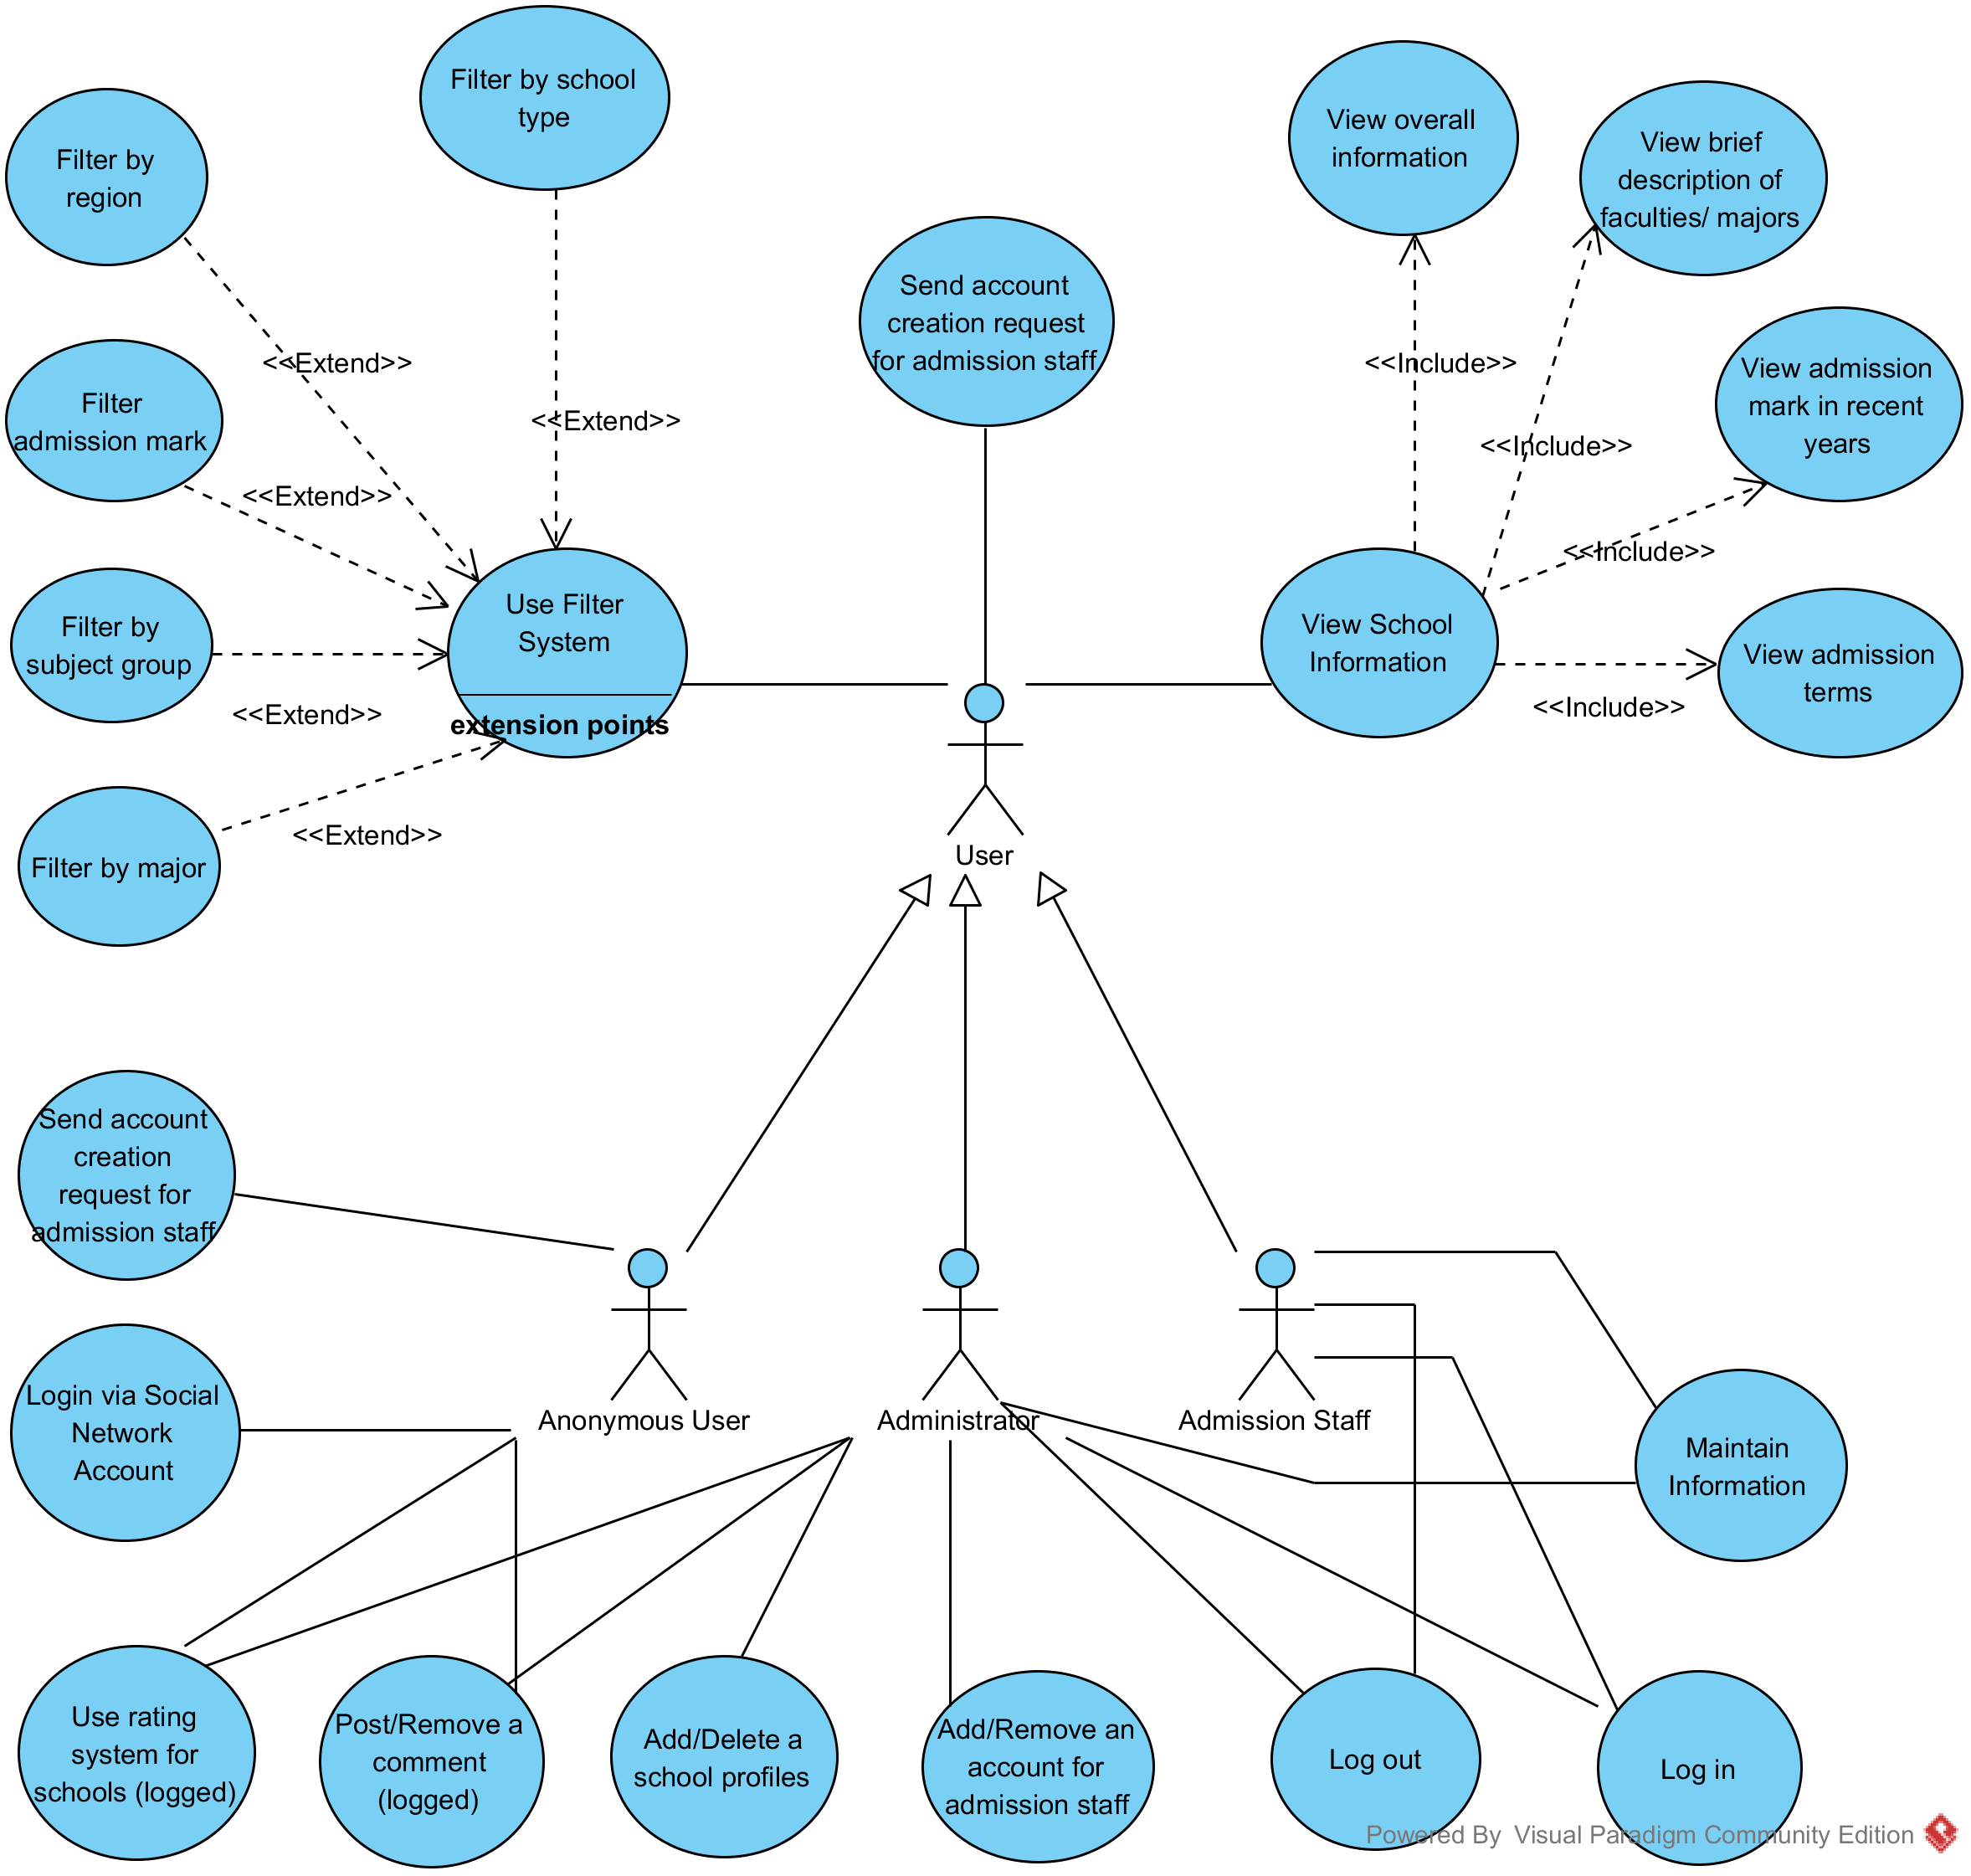 Filter by school
type
View overall
information
View brief
description of
faculties/ majors
Filter by
region
Send account
creation request
for admission staff
<<Extend>>
<<Include>>
View admission
mark in recent
years
Filter
admission mark
<<Extend>>
<<Include>>
<<Extend>>
<<Include>>
Use Filter
System
extension points
View School
Information
Filter by
subject group
View admission
terms
<<Extend>>
<<Include>>
<<Extend>>
Filter by major
User
Send account
creation
request for
admission staff
Login via Social
Network
Account
Anonymous User
Administrator
Admission Staff
Maintain
Information
Use rating
system for
schools (logged)
Post/Remove a
comment
(logged)
Add/Delete a
school profiles
Add/Remove an
account for
admission staff
Log out
Log in
Powered By Visual Paradigm Community Edition